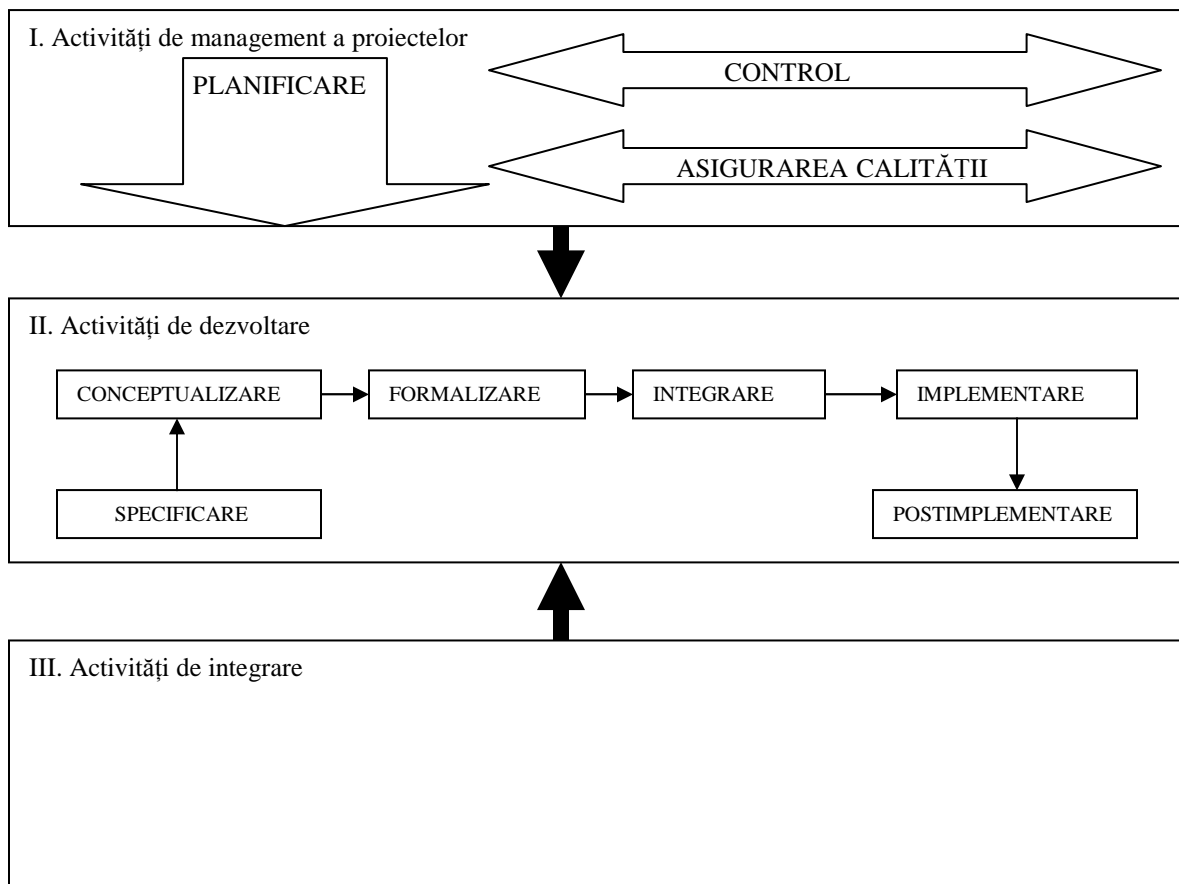 I. Activități de management a proiectelor
PLANIFICARE
CONTROL
ASIGURAREA CALITĂȚII
II. Activități de dezvoltare
CONCEPTUALIZARE
FORMALIZARE
INTEGRARE
IMPLEMENTARE
SPECIFICARE
POSTIMPLEMENTARE
III. Activități de integrare